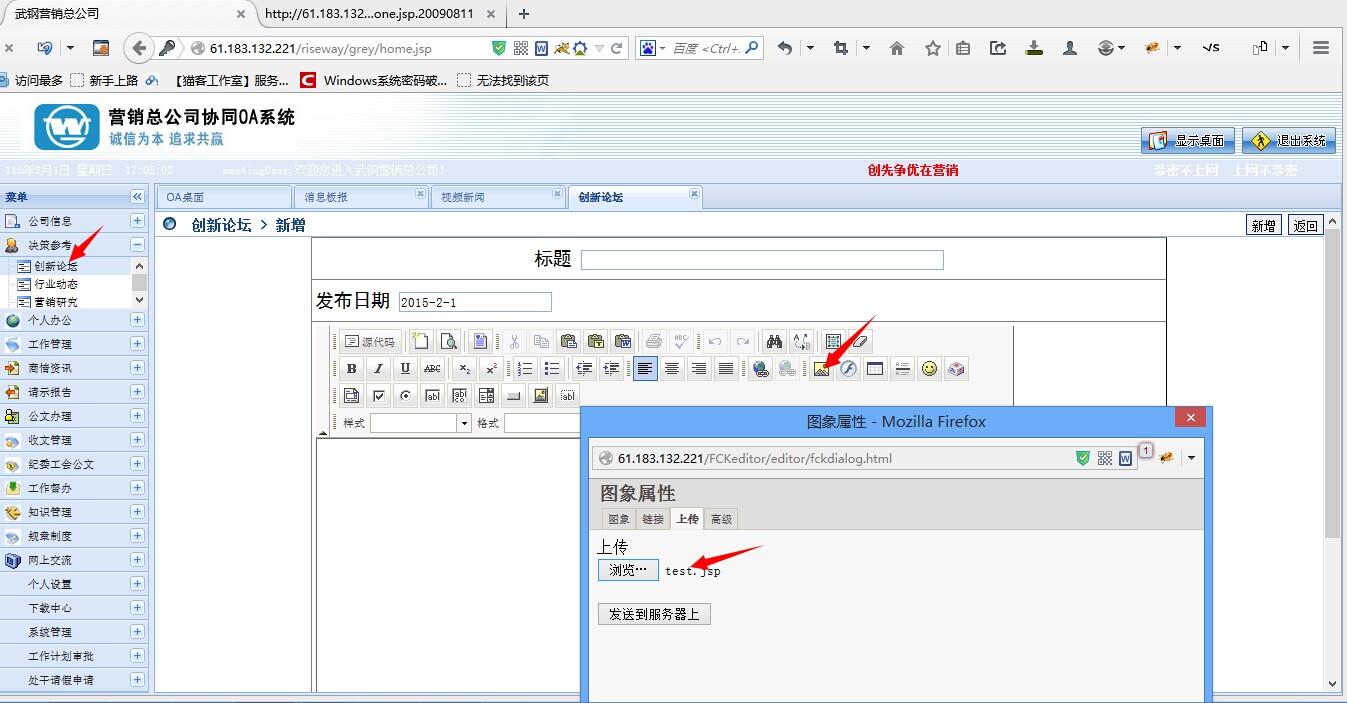 武钢营销总公司
http://61.183.132...one.jsp.20090811
61.183.132.221/riseway/grey/home.jsp
百度 <Ctrl+.
访问最多 新手上路 【猫客工作室】服务... Windows系统密码破... 无法找到该页
营销总公司协同OA系统
诚信为本 追求共赢
显示桌面 退出系统
115年2月1日 星期日 17:05:02 meetingUser,欢迎您进入武钢营销总公司! 创先争优在营销 涉密不上网 上网不涉密
菜单
OA桌面 消息板报 视频新闻 创新论坛
公司信息
决策参考
创新论坛
行业动态
营销研究
个人办公
工作管理
商情资讯
请示报告
公文办理
收文管理
纪委工会公文
工作督办
知识管理
规章制度
网上交流
个人设置
下载中心
系统管理
工作计划审批
处干请假申请
创新论坛 > 新增
新增 返回
标题
发布日期 2015-2-1
源代码
样式 格式
图象属性 - Mozilla Firefox
61.183.132.221/FCKeditor/editor/fckdialog.html
1
图象属性
图象 链接 上传 高级
上传
浏览… test.jsp
发送到服务器上